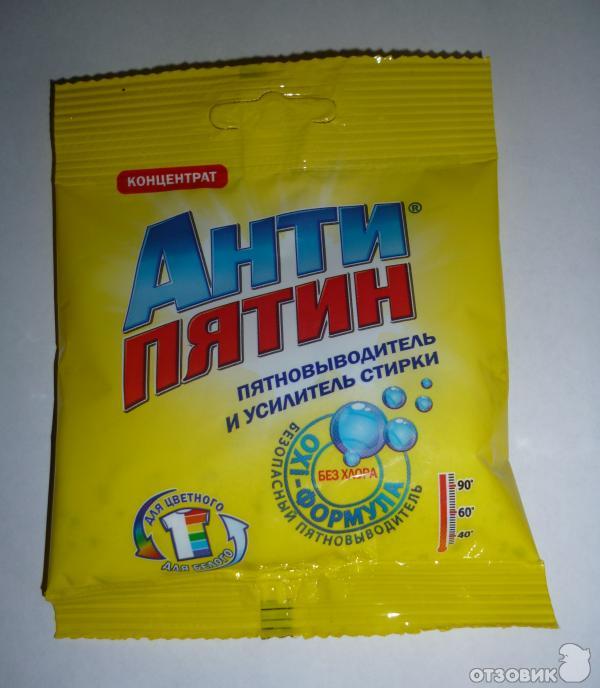 КОНЦЕНТРАТ
АНТИ®
ПЯТИН
ПЯТНОВЫВОДИТЕЛЬ
И УСИЛИТЕЛЬ СТИРКИ
БЕЗОПАСНЫЙ ПЯТНОВЫВОДИТЕЛЬ
OXI-ФОРМУЛА
БЕЗ ХЛОРА
90°
60°
40°
ДЛЯ ЦВЕТНОГО
ДЛЯ БЕЛОГО
ОТЗОВИК